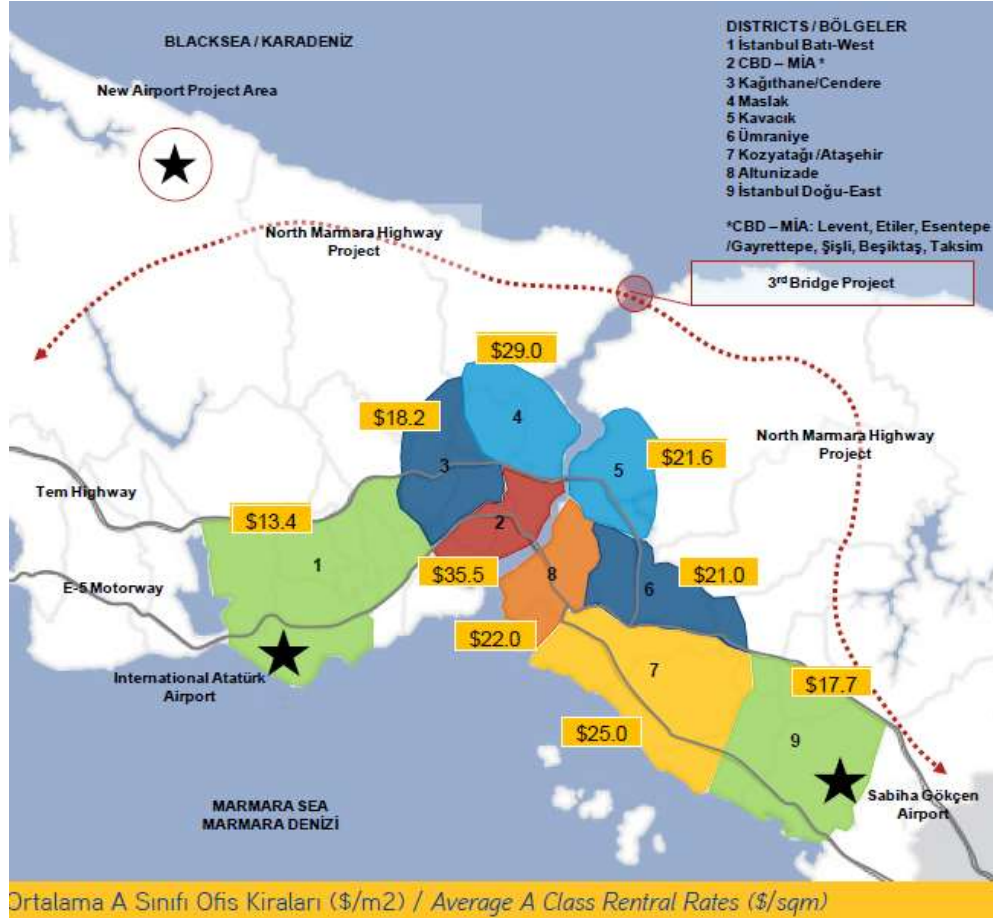 BLACKSEA / KARADENİZ
New Airport Project Area
DISTRICTS / BÖLGELER
1 İstanbul Batı-West
2 CBD – MİA *
3 Kağıthane/Cendere
4 Maslak
5 Kavacık
6 Ümraniye
7 Kozyatağı /Ataşehir
8 Altunizade
9 İstanbul Doğu-East
*CBD – MİA: Levent, Etiler, Esentepe
/Gayrettepe, Şişli, Beşiktaş, Taksim
North Marmara Highway
Project
3rd Bridge Project
$29.0
4
$18.2
3
5
$21.6
North Marmara Highway
Project
Tem Highway
$13.4
2
1
E-5 Motorway
$35.5
8
6
$21.0
$22.0
International Atatürk
Airport
7
$17.7
$25.0
9
Sabiha Gökçen
Airport
MARMARA SEA
MARMARA DENİZİ
Ortalama A Sınıfı Ofis Kiraları ($/m2) / Average A Class Rentral Rates ($/sqm)